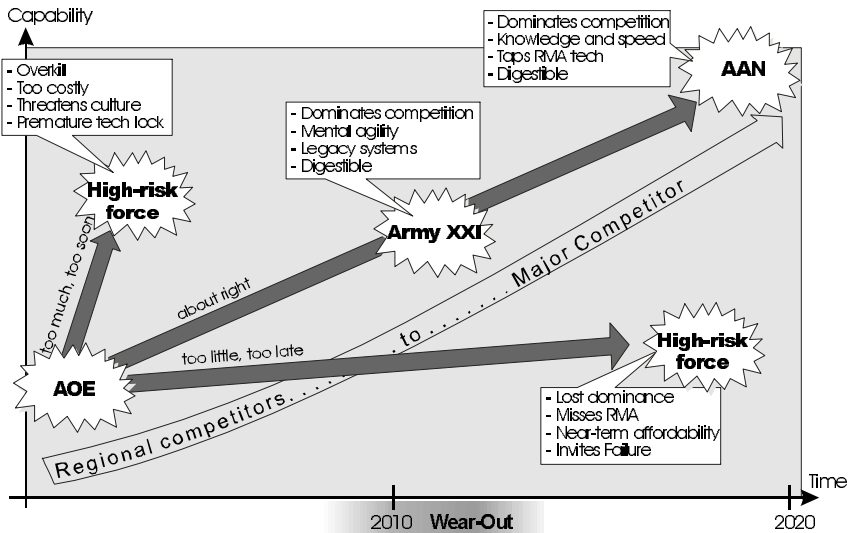 Capability
- Dominates competition
- Knowledge and speed
- Taps RMA tech
- Digestible
AAN
- Overkill
- Too costly
- Threatens culture
- Premature tech lock
- Dominates competition
- Mental agility
- Legacy systems
- Digestible
High-risk
force
Army XXI
too much, too soon
about right
too little, too late
Regional competitors. . . . . . . . . to . . . . . . . Major Competitor
High-risk
force
AOE
- Lost dominance
- Misses RMA
- Near-term affordability
- Invites Failure
Time
2010 Wear-Out 2020